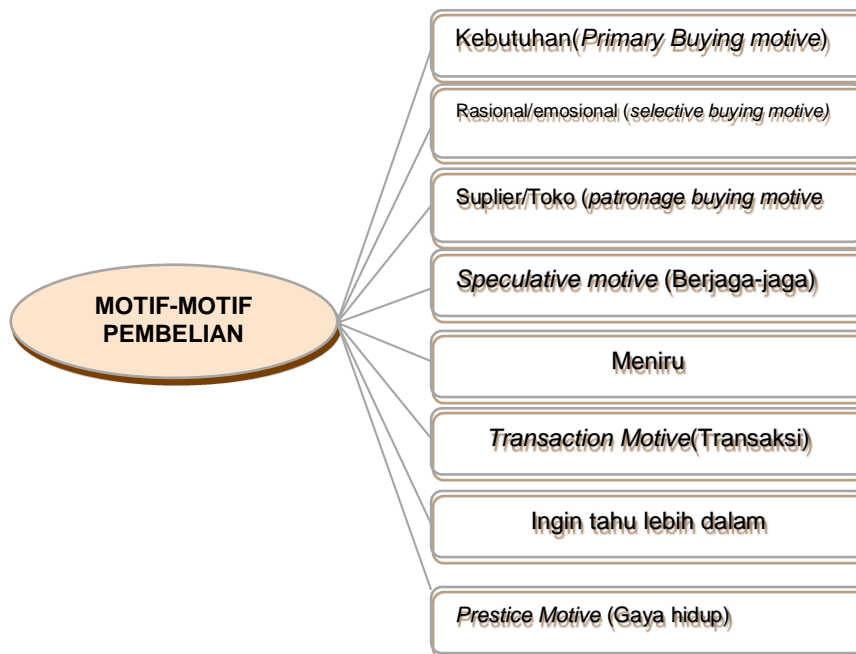 Kebutuhan(Primary Buying motive)
Rasional/emosional (selective buying motive)
Suplier/Toko (patronage buying motive
Speculative motive (Berjaga-jaga)
MOTIF-MOTIF
PEMBELIAN
Meniru
Transaction Motive(Transaksi)
Ingin tahu lebih dalam
Prestice Motive (Gaya hidup)